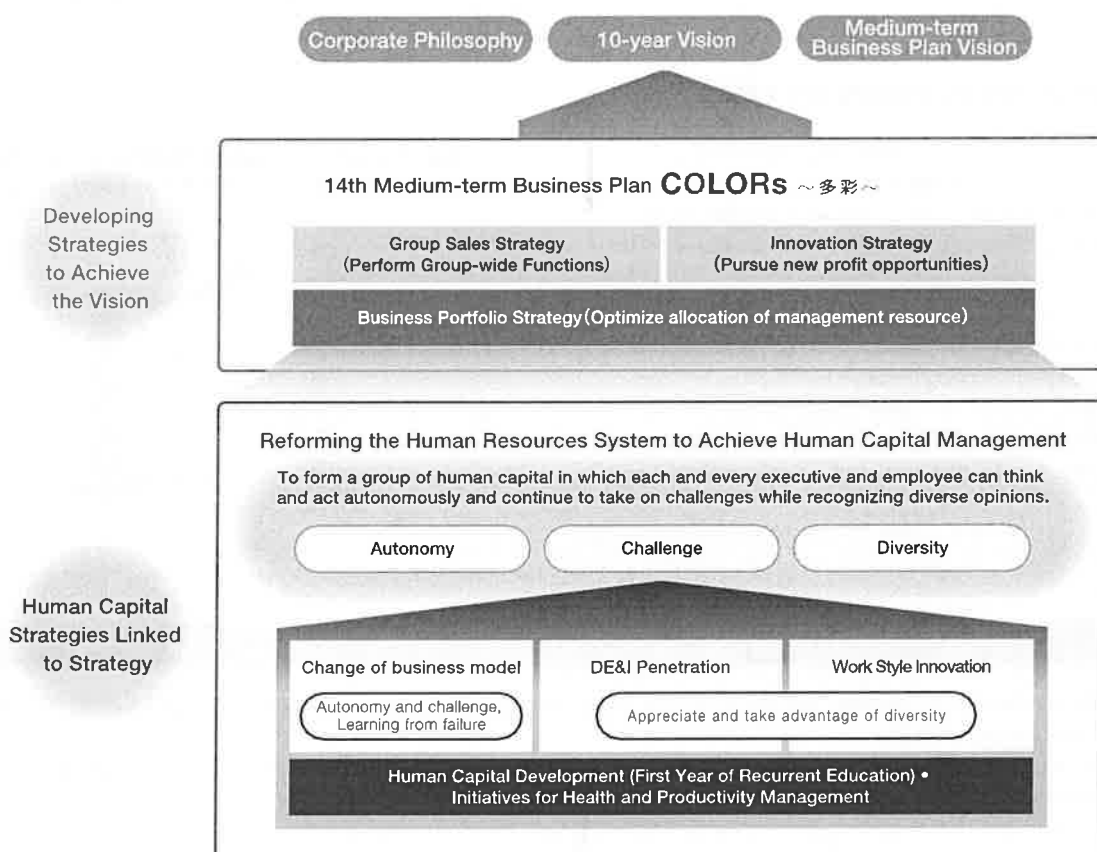 Corporate Philosophy
10-year Vision
Medium-term
Business Plan Vision
Developing
Strategies
to Achieve
the Vision
14th Medium-term Business Plan COLORs ～多彩～
Group Sales Strategy
(Perform Group-wide Functions)
Innovation Strategy
(Pursue new profit opportunities)
Business Portfolio Strategy(Optimize allocation of management resource)
Human Capital
Strategies Linked
to Strategy
Reforming the Human Resources System to Achieve Human Capital Management
To form a group of human capital in which each and every executive and employee can think
and act autonomously and continue to take on challenges while recognizing diverse opinions.
Autonomy
Challenge
Diversity
Change of business model
Autonomy and challenge,
Learning from failure
DE&I Penetration
Work Style Innovation
Appreciate and take advantage of diversity
Human Capital Development (First Year of Recurrent Education) •
Initiatives for Health and Productivity Management